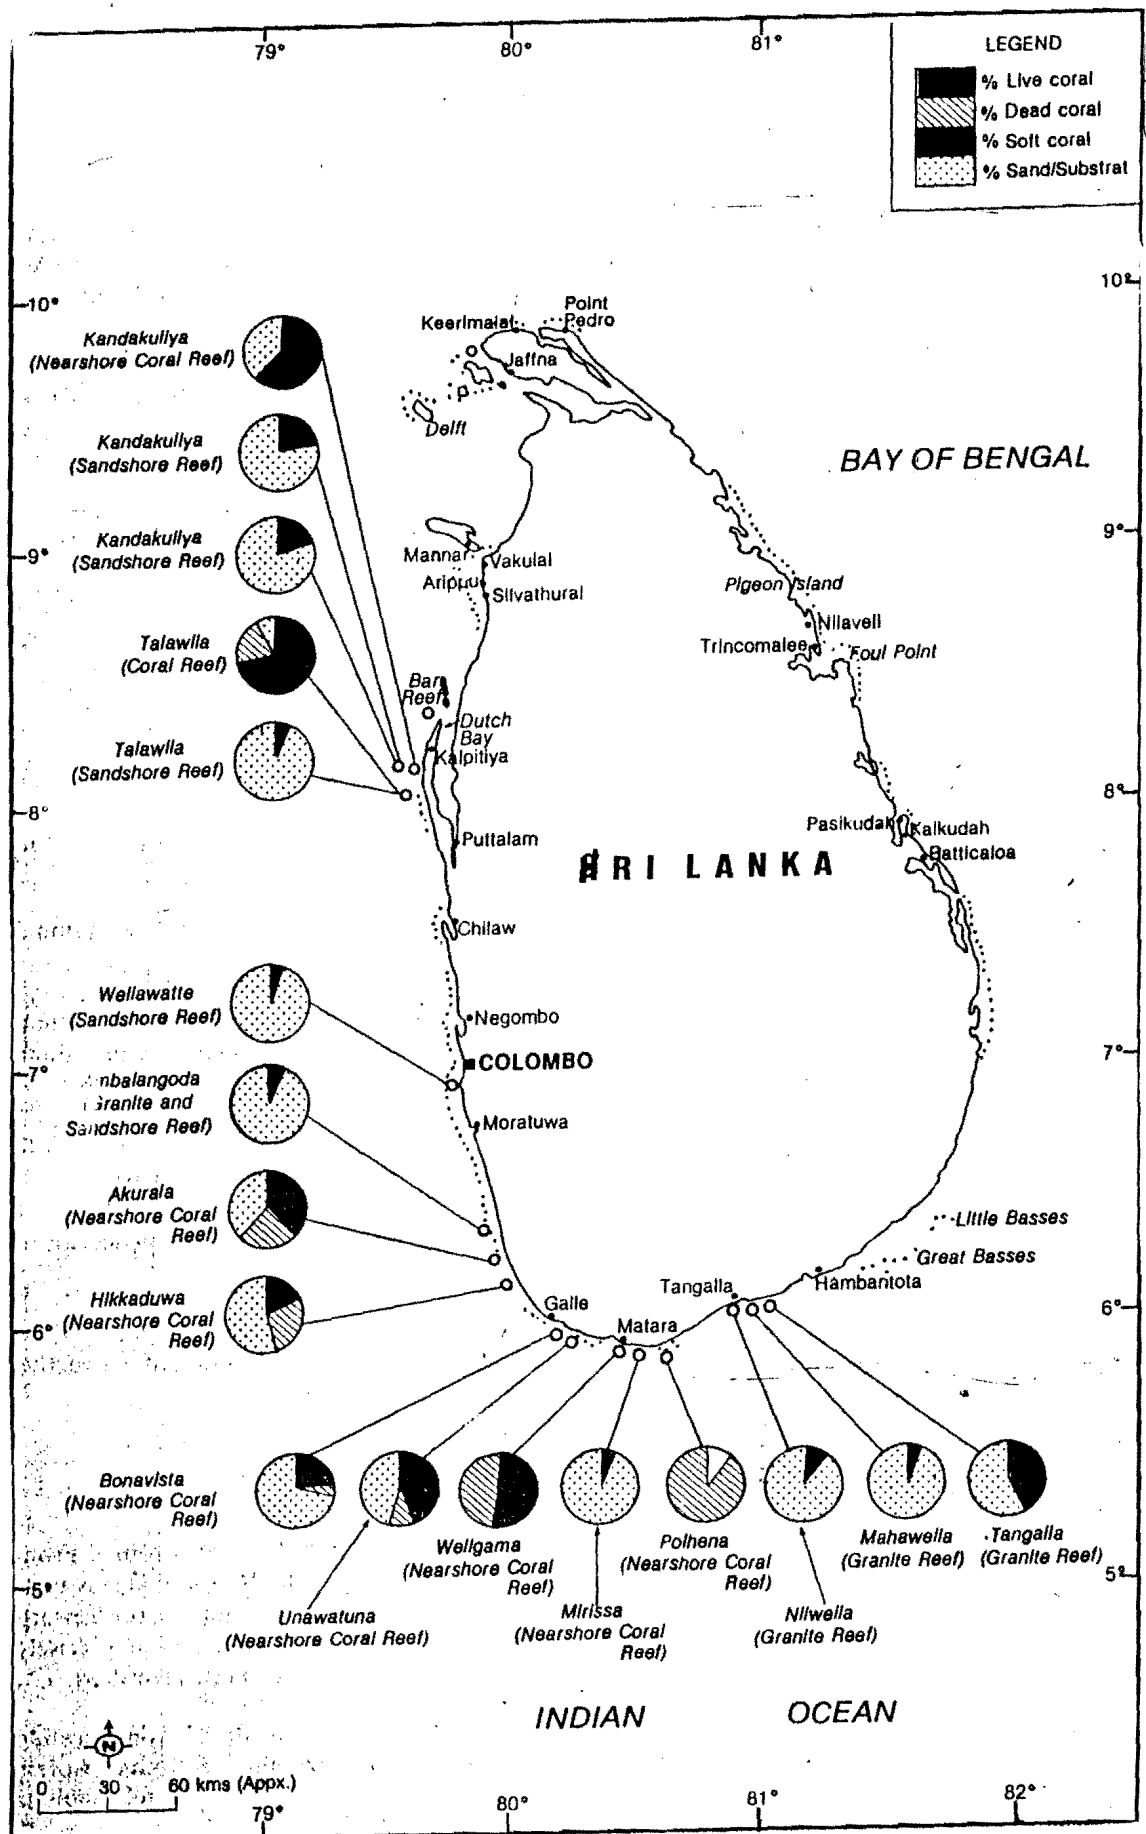 79°
80°
81°
LEGEND
% Live coral
% Dead coral
% Soft coral
% Sand/Substrat
10°
10°
Kandakuliya
(Nearshore Coral Reef)
Keerimalai
Point
Pedro
Jaffna
Delft
Kandakuliya
(Sandshore Reef)
BAY OF BENGAL
9°
9°
Kandakuliya
(Sandshore Reef)
Mannar
Vakulai
Arippu
Silvathurai
Pigeon Island
Nilaveli
Trincomalee
Foul Point
Talawila
(Coral Reef)
Bar
Reef
Dutch
Bay
Kalpitiya
Talawila
(Sandshore Reef)
8°
8°
Puttalam
Pasikudah
Kalkudah
Batticaloa
RI LANKA
Chilaw
Wellawatte
(Sandshore Reef)
Negombo
COLOMBO
7°
7°
mbalangoda
Granite and
Sandshore Reef)
Moratuwa
Akurala
(Nearshore Coral
Reef)
Little Basses
Great Basses
Hambantota
Tangalla
Hikkaduwa
(Nearshore Coral
Reef)
Galle
Matara
6°
6°
Bonavista
(Nearshore Coral
Reef)
Unawatuna
(Nearshore Coral Reef)
Weligama
(Nearshore Coral
Reef)
Mirissa
(Nearshore Coral
Reef)
Polhena
(Nearshore Coral
Reef)
Nilwella
(Granite Reef)
Mahawella
(Granite Reef)
Tangalla
(Granite Reef)
5°
5°
INDIAN OCEAN
N
0 30 60 kms (Appx.)
79°
80°
81°
82°